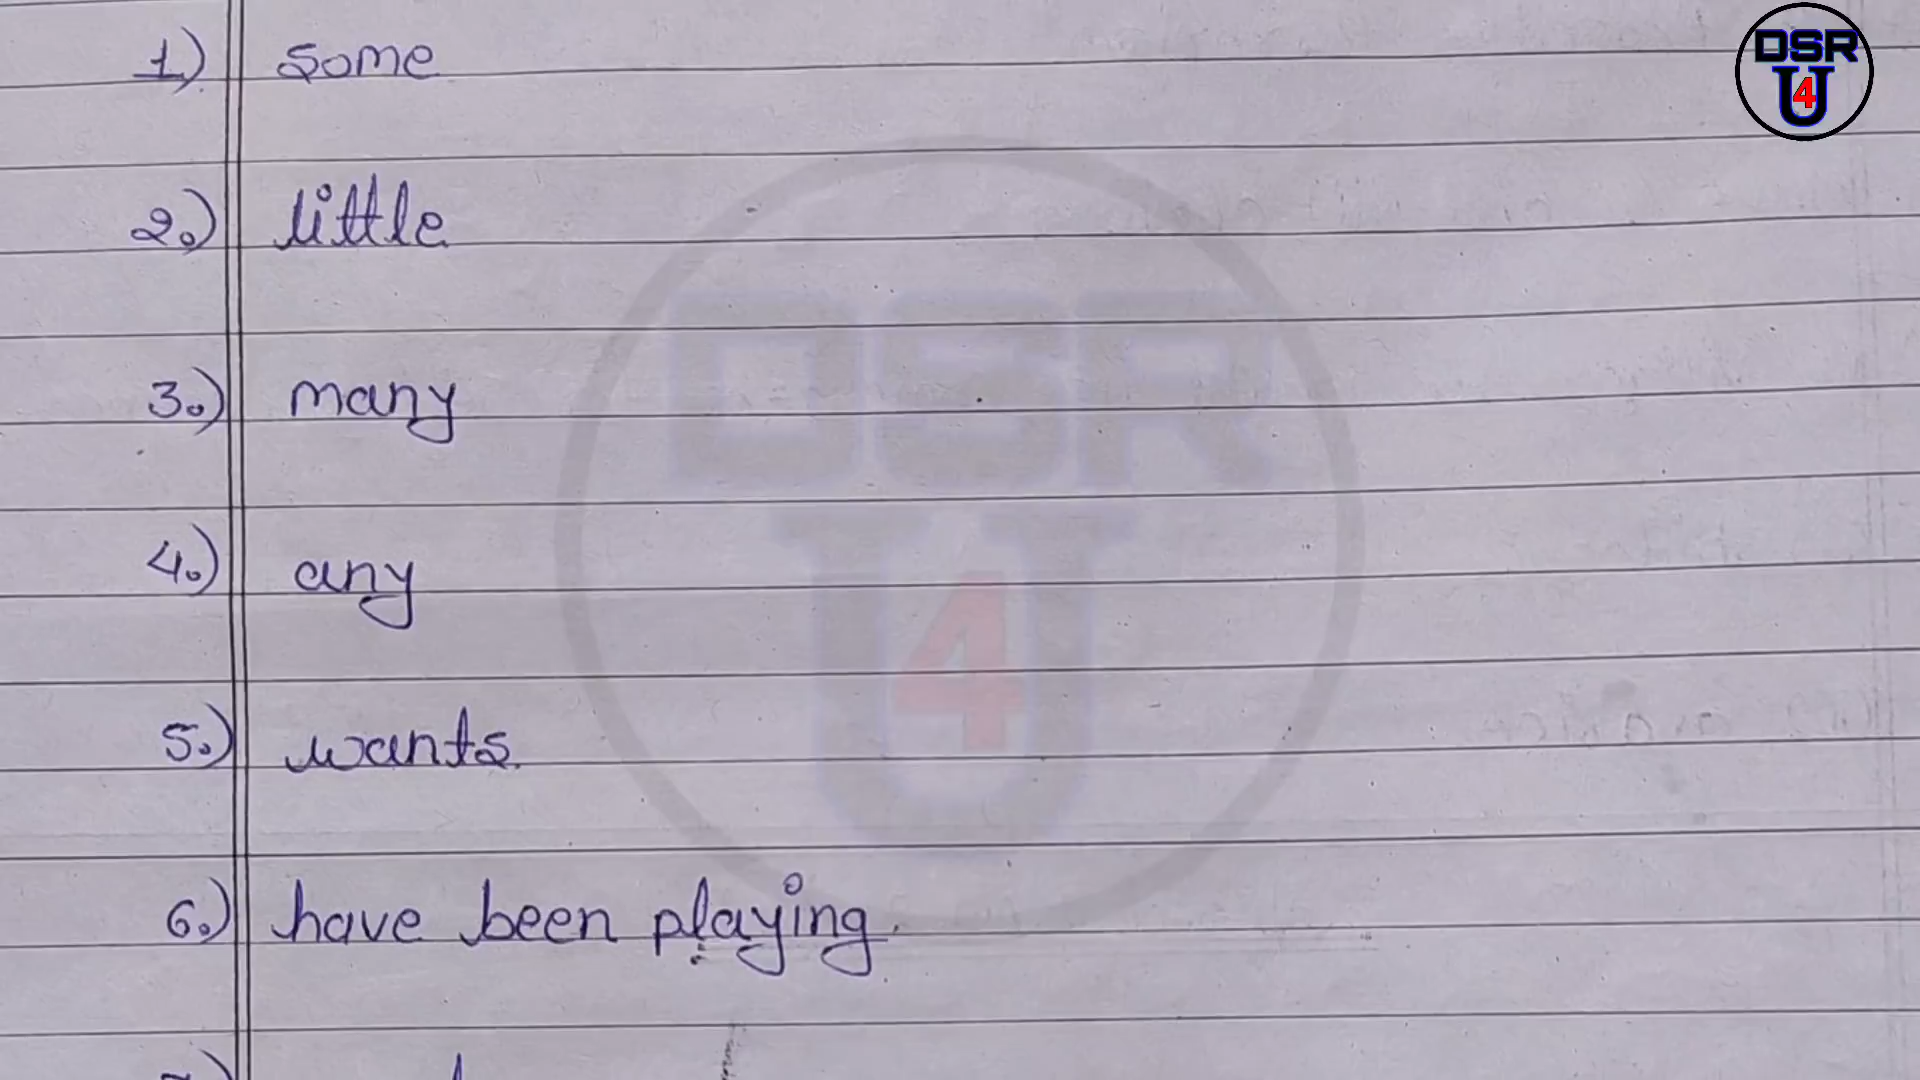 DSR
U
4
1) some
2.) little
3.) many
4.) any
5.) wants.
6.) have been playing.